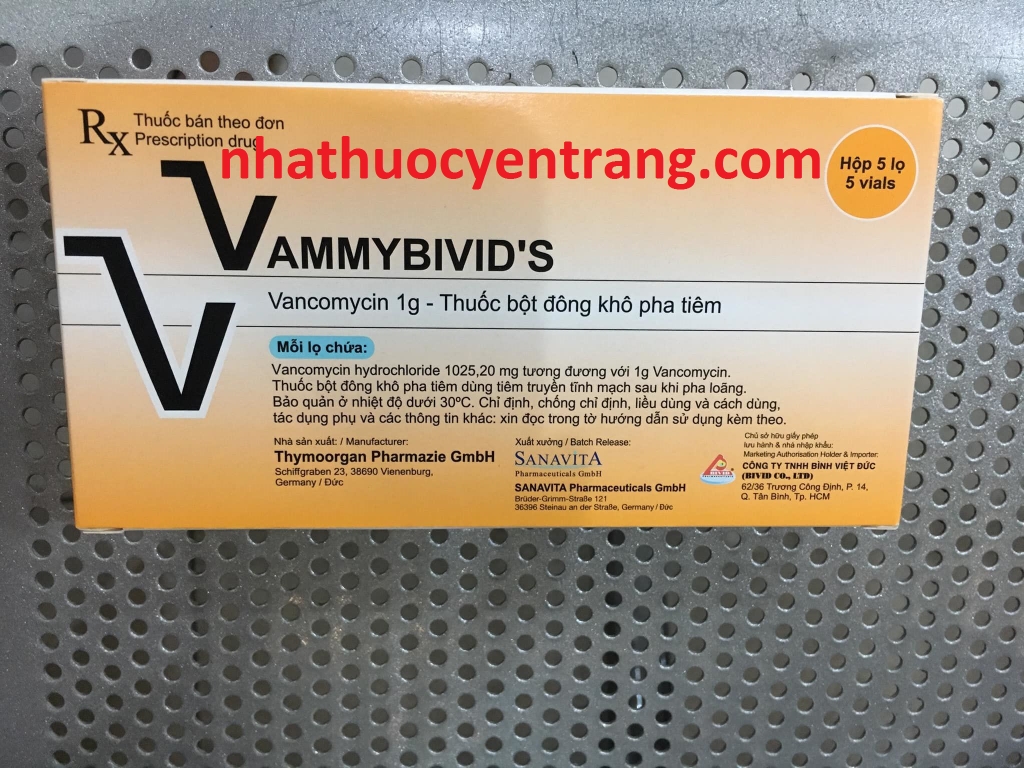 Rx Thuốc bán theo đơn
Prescription drug
nhathuocyentrang.com
Hộp 5 lọ
5 vials
VAMMYBIVID'S
Vancomycin 1g - Thuốc bột đông khô pha tiêm
Mỗi lọ chứa:
Vancomycin hydrochloride 1025,20 mg tương đương với 1g Vancomycin.
Thuốc bột đông khô pha tiêm dùng tiêm truyền tĩnh mạch sau khi pha loãng.
Bảo quản ở nhiệt độ dưới 30ºC. Chỉ định, chống chỉ định, liều dùng và cách dùng,
tác dụng phụ và các thông tin khác: xin đọc trong tờ hướng dẫn sử dụng kèm theo.
Nhà sản xuất: / Manufacturer:
Thymoorgan Pharmazie GmbH
Schiffgraben 23, 38690 Vienenburg,
Germany / Đức
Xuất xưởng / Batch Release:
SANAVITA
Pharmaceuticals GmbH
SANAVITA Pharmaceuticals GmbH
Brüder-Grimm-Straße 121
36396 Steinau an der Straße, Germany / Đức
Chủ sở hữu giấy phép
lưu hành & nhà nhập khẩu:
Marketing Authorisation Holder & Importer:
CÔNG TY TNHH BÌNH VIỆT ĐỨC
(BIVID CO., LTD)
62/36 Trương Công Định, P. 14,
Q. Tân Bình, Tp. HCM